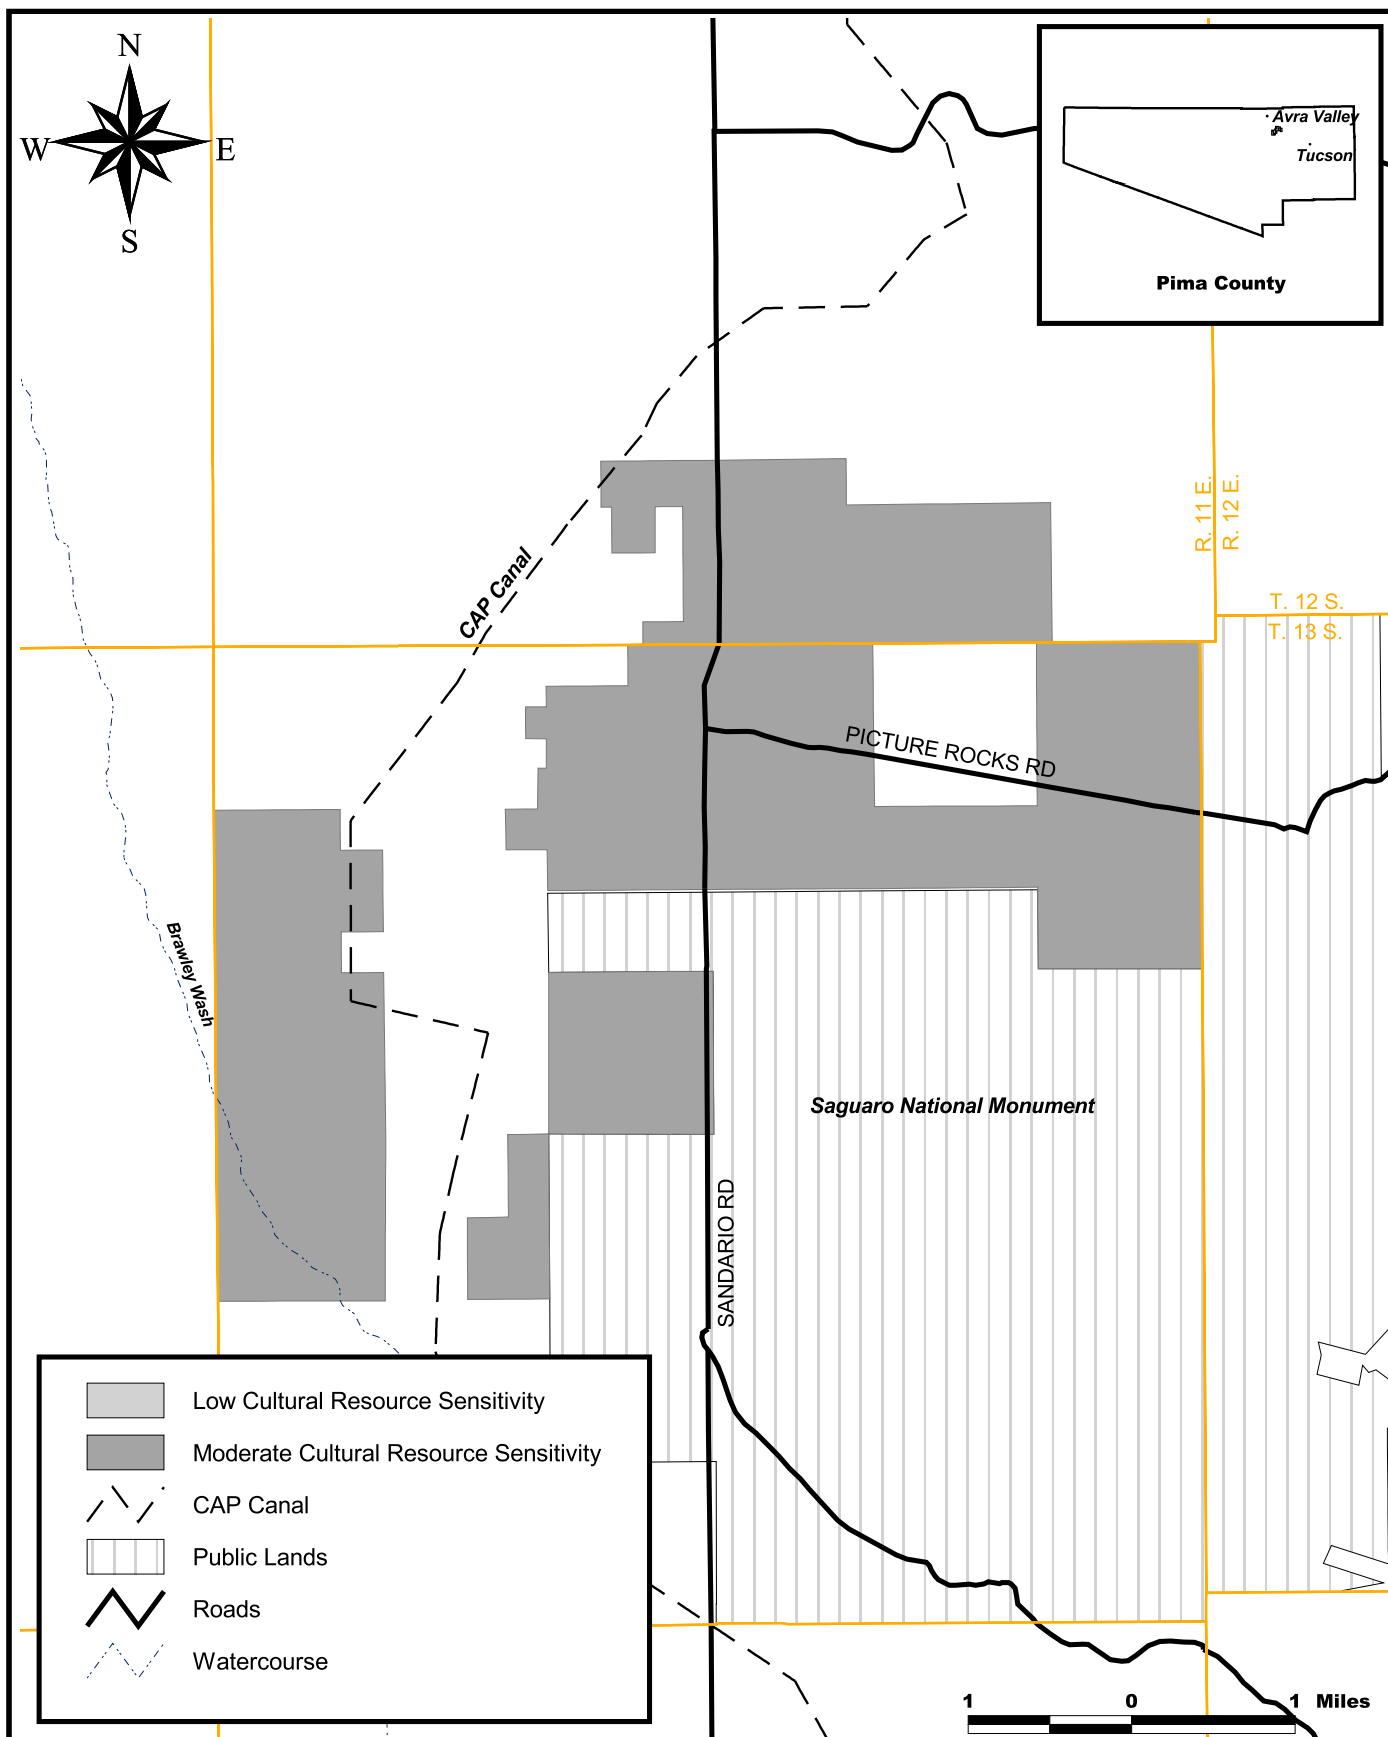 N
W
E
S
Avra Valley
Tucson
Pima County
R. 11 E.
R. 12 E.
T. 12 S.
T. 13 S.
CAP Canal
PICTURE ROCKS RD
Brawley Wash
Saguaro National Monument
SANDARIO RD
Low Cultural Resource Sensitivity
Moderate Cultural Resource Sensitivity
CAP Canal
Public Lands
Roads
Watercourse
1 0 1 Miles